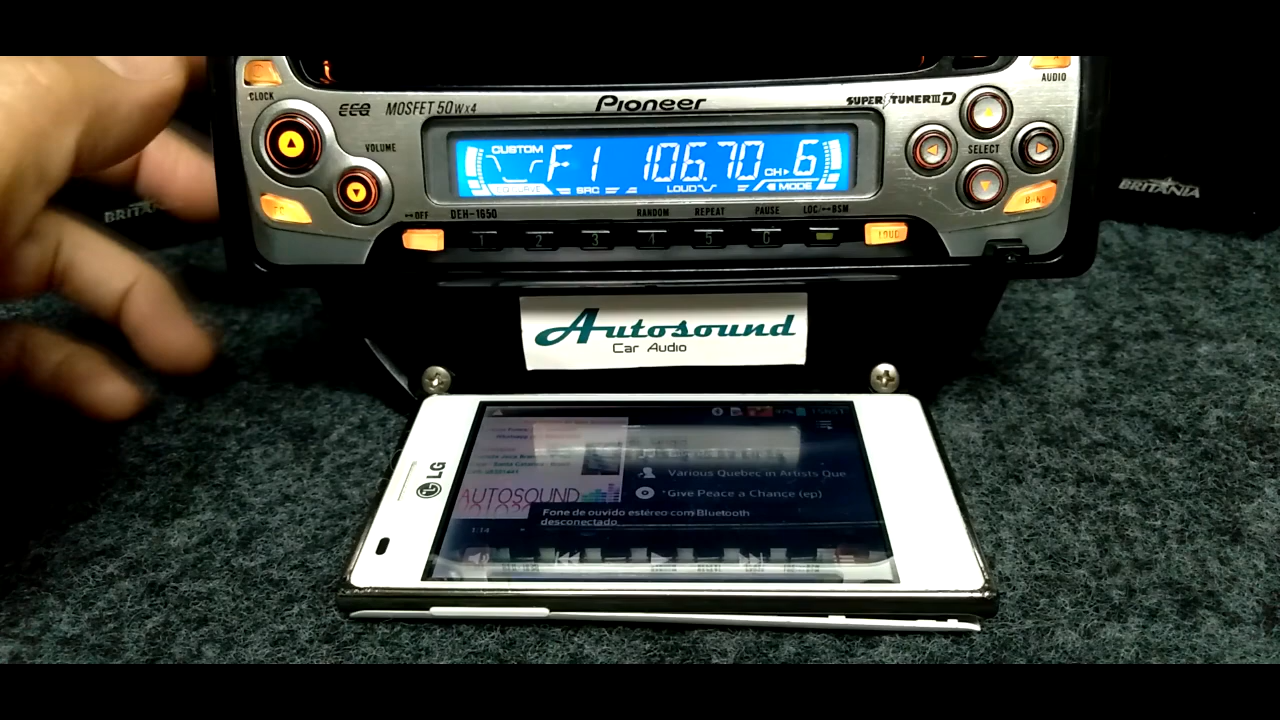 CLOCK
EEQ MOSFET 50Wx4
Pioneer
SUPER TUNER III D
AUDIO
VOLUME
SELECT
CUSTOM
F1 106.70 CH 6
SRC
LOUD
MODE
BAND
OFF
DEH-1650
RANDOM
REPEAT
PAUSE
LOC/BSM
1 2 3 4 5 6
LOUD
BRITANIA
BRITANIA
Autosound
Car Audio
LG
Various Quebec in Artists Que
"Give Peace a Chance (ep)
AUTOSOUND
Fone de ouvido estéreo com Bluetooth
desconectado
1:14